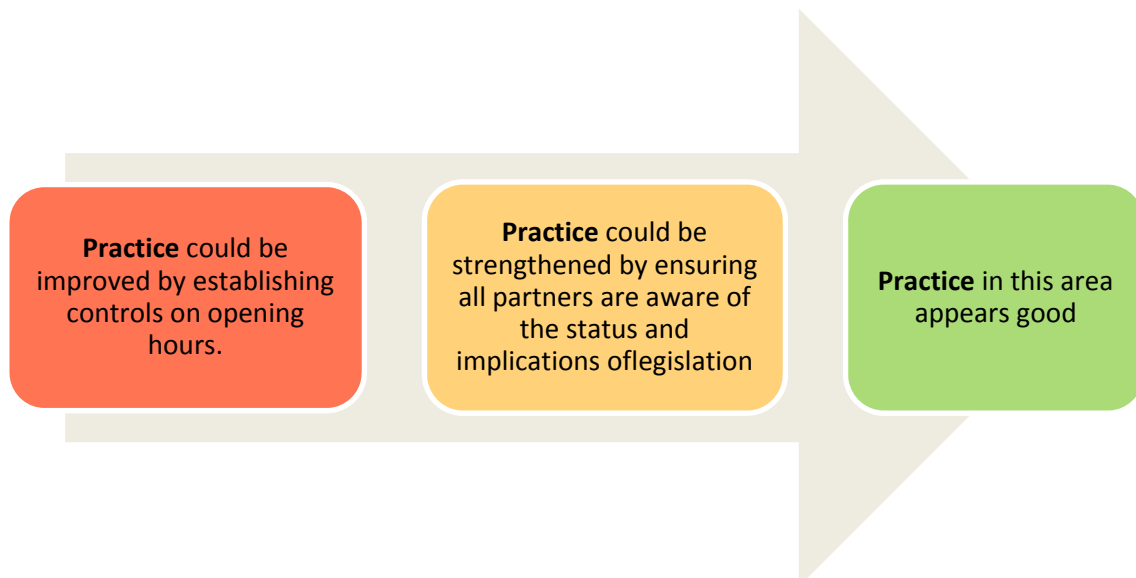 Practice could be
improved by establishing
controls on opening
hours.
Practice could be
strengthened by ensuring
all partners are aware of
the status and
implications oflegislation
Practice in this area
appears good